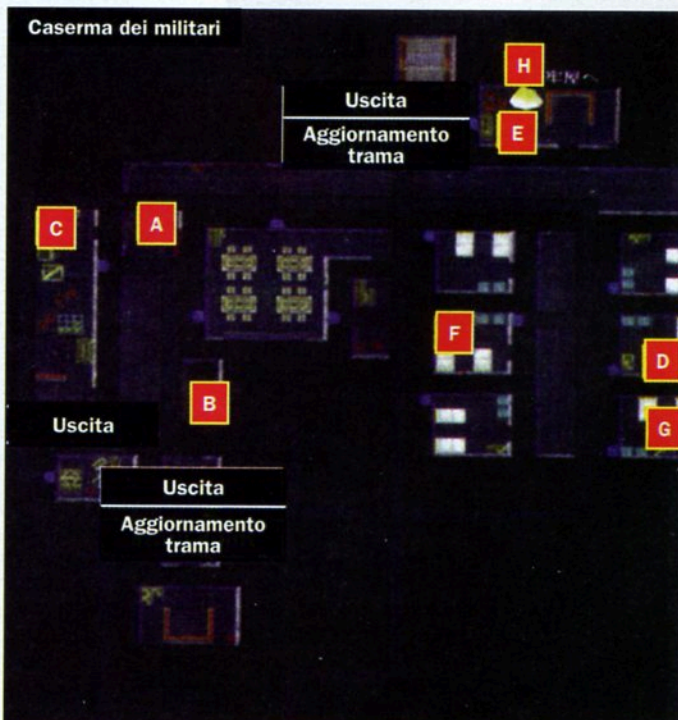 Caserma dei militari
H
Uscita
E
Aggiornamento
trama
C
A
F
D
B
G
Uscita
Uscita
Aggiornamento
trama